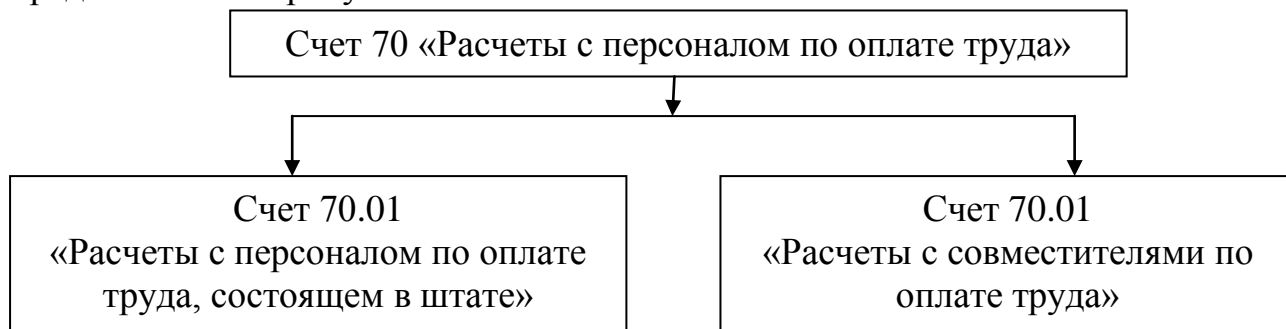 Счет 70 «Расчеты с персоналом по оплате труда»
Счет 70.01
«Расчеты с персоналом по оплате
труда, состоящем в штате»
Счет 70.01
«Расчеты с совместителями по
оплате труда»